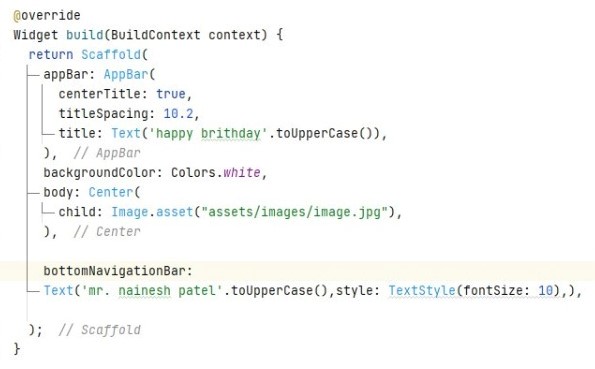 @override
Widget build(BuildContext context) {
return Scaffold(
appBar: AppBar(
centerTitle: true,
titleSpacing: 10.2,
title: Text('happy brithday'.toUpperCase()),
), // AppBar
backgroundColor: Colors.white,
body: Center(
child: Image.asset("assets/images/image.jpg"),
), // Center
bottomNavigationBar:
Text('mr. nainesh patel'.toUpperCase(),style: TextStyle(fontSize: 10),),
); // Scaffold
}